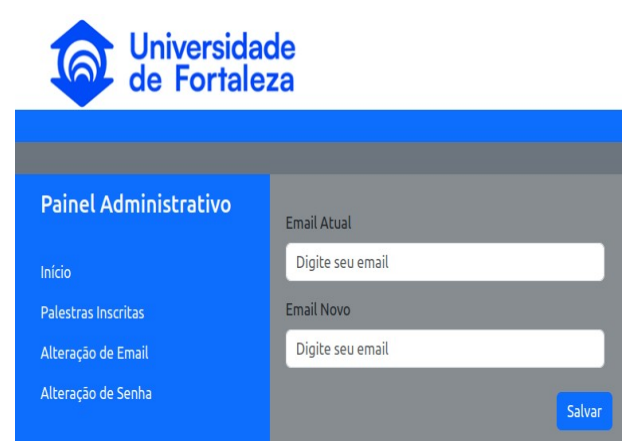 Universidade
de Fortaleza
Painel Administrativo
Início
Palestras Inscritas
Alteração de Email
Alteração de Senha
Email Atual
Digite seu email
Email Novo
Digite seu email
Salvar